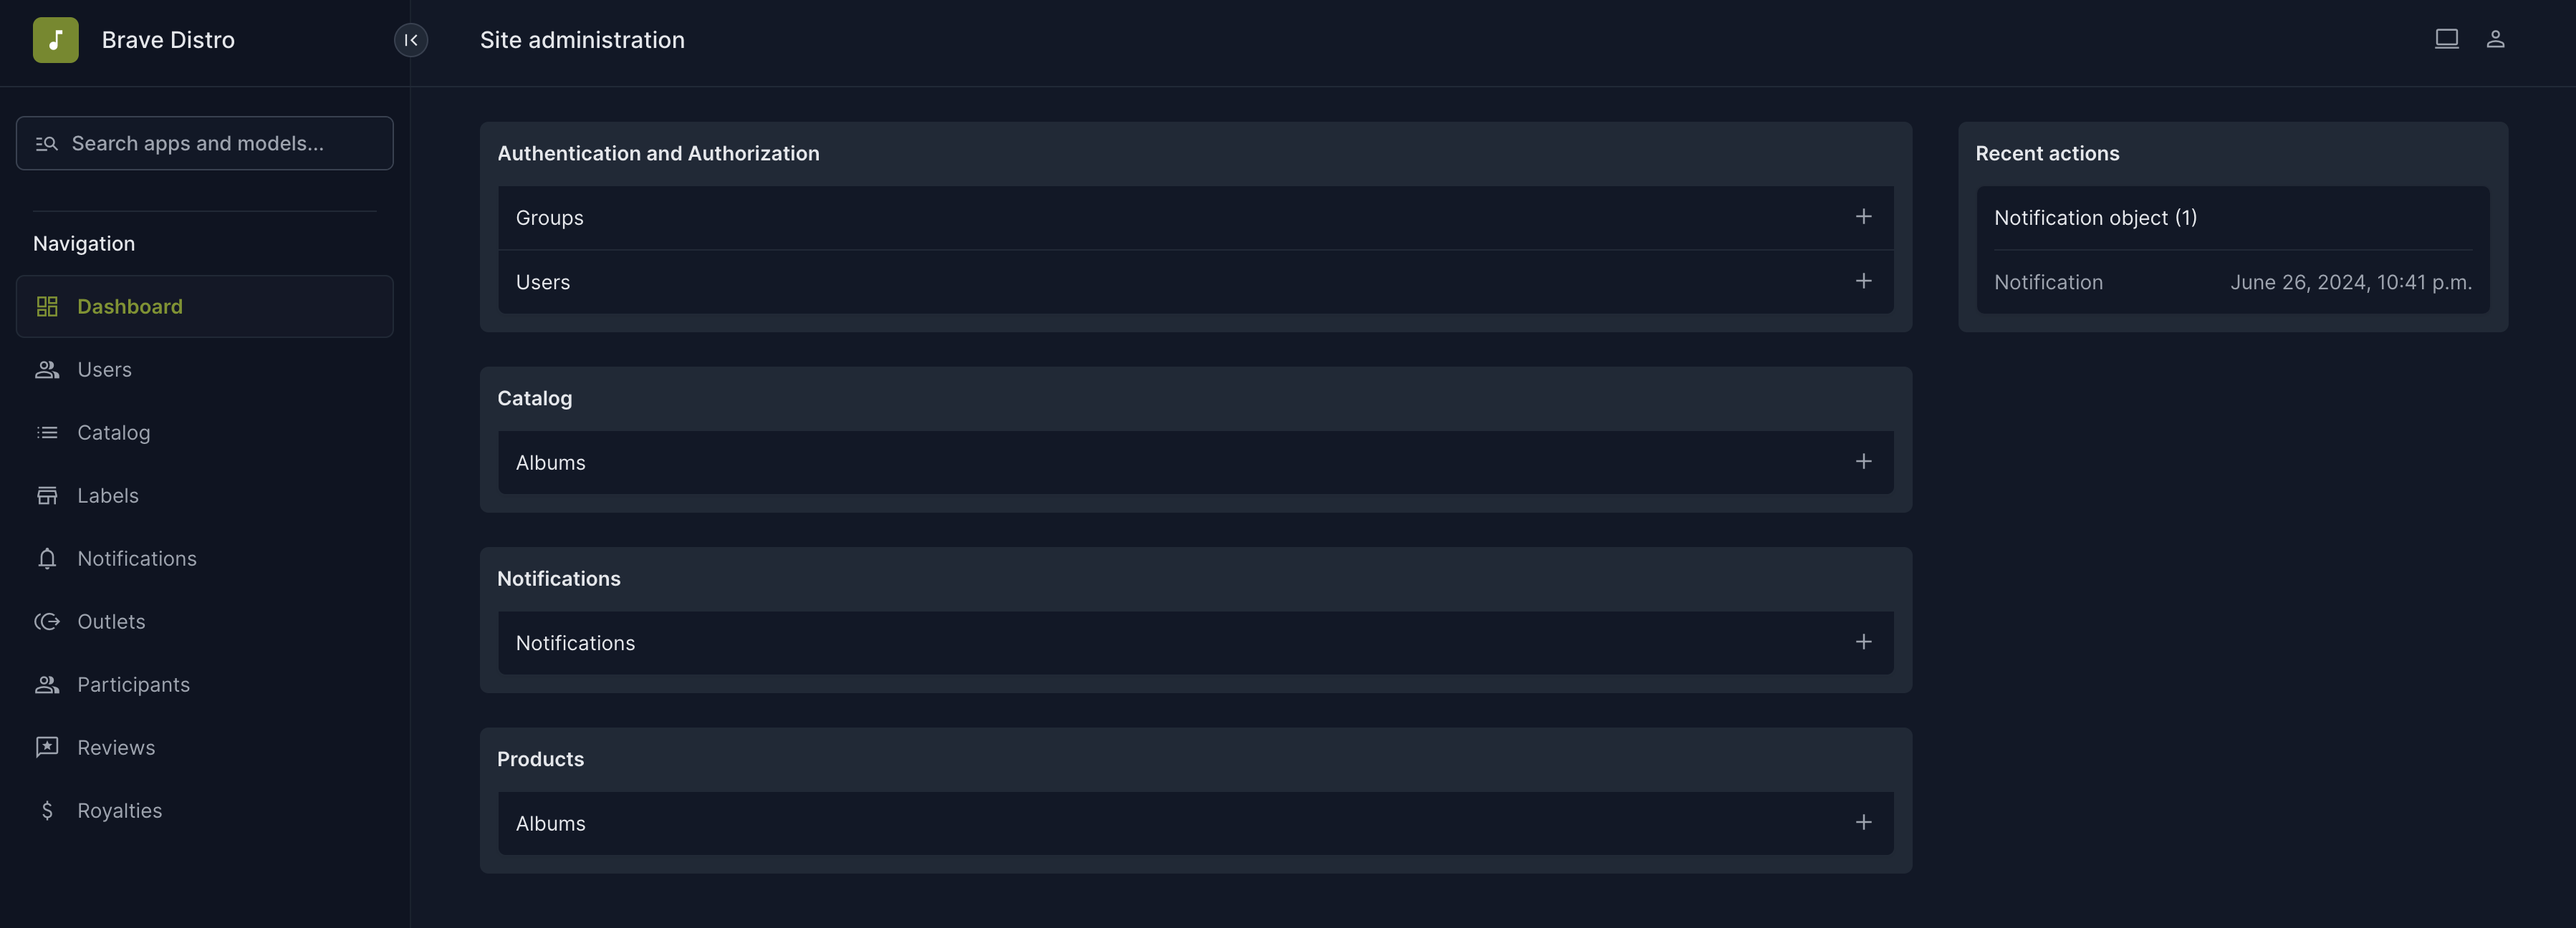 Brave Distro
Site administration
Search apps and models...
Navigation
Dashboard
Users
Catalog
Labels
Notifications
Outlets
Participants
Reviews
$ Royalties
Authentication and Authorization
Groups
Users
Catalog
Albums
Notifications
Notifications
Products
Albums
Recent actions
Notification object (1)
Notification June 26, 2024, 10:41 p.m.